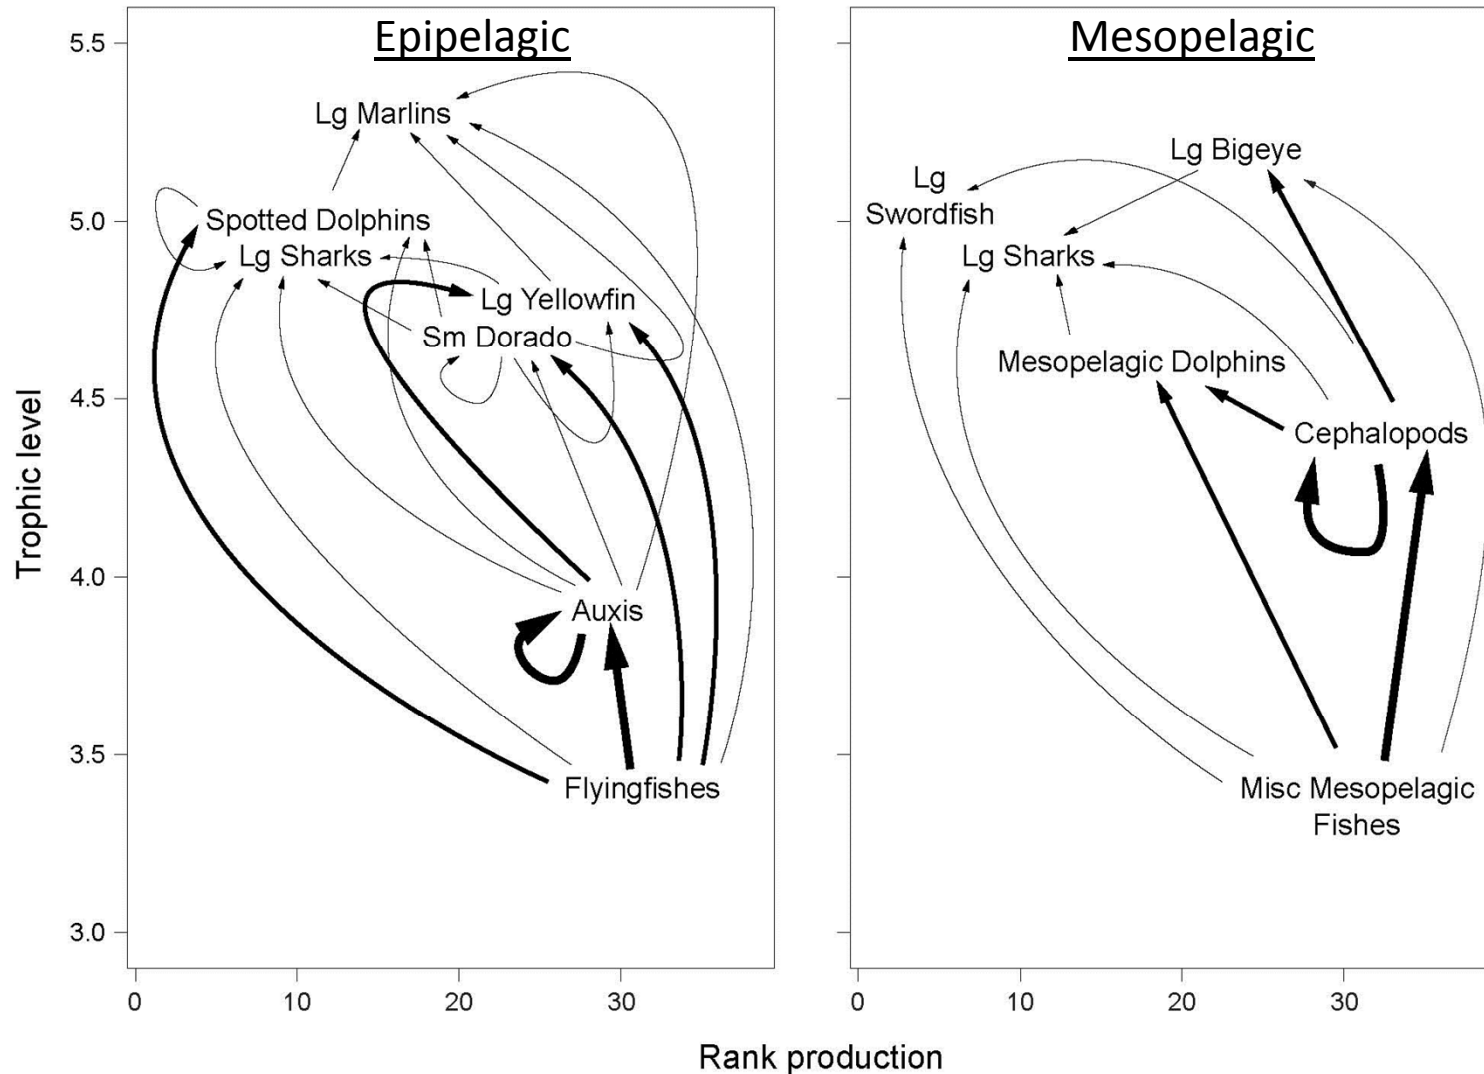 Epipelagic
Mesopelagic
Trophic level
5.5
5.0
4.5
4.0
3.5
3.0
Lg Marlins
Spotted Dolphins
Lg Sharks
Lg Yellowfin
Sm Dorado
Auxis
Flyingfishes
0
10
20
30
Lg Bigeye
Lg
Swordfish
Lg Sharks
Mesopelagic Dolphins
Cephalopods
Misc Mesopelagic
Fishes
0
10
20
30
Rank production